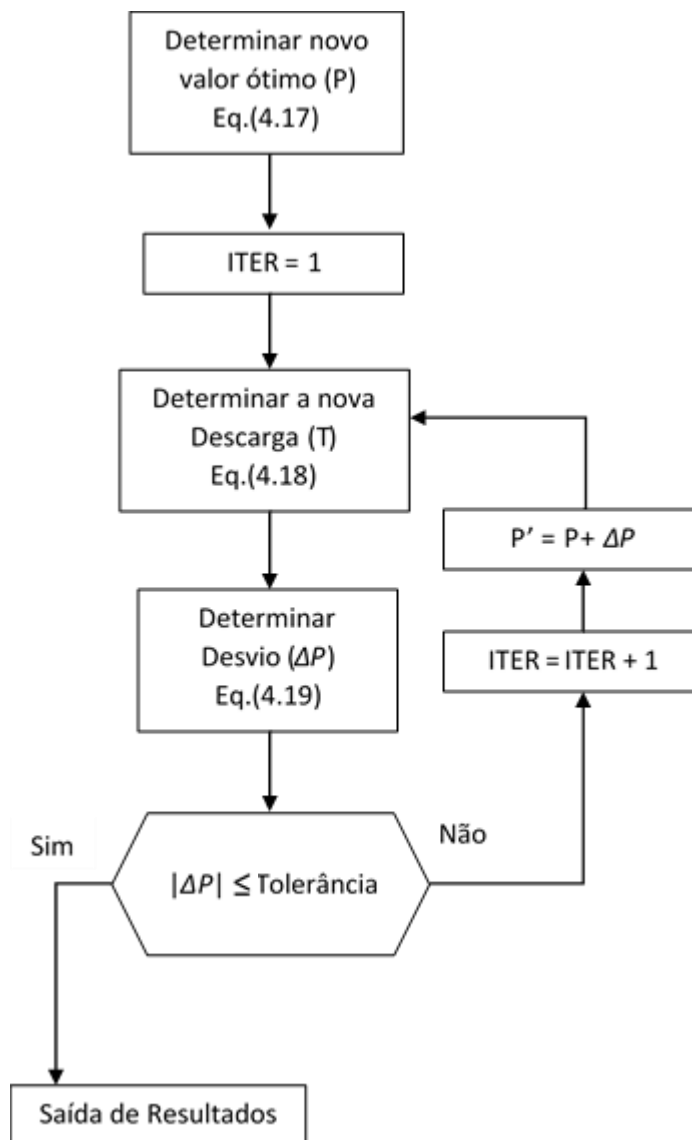 Determinar novo
valor ótimo (P)
Eq.(4.17)
ITER = 1
Determinar a nova
Descarga (T)
Eq.(4.18)
P′ = P+ ΔP
Determinar
Desvio (ΔP)
Eq.(4.19)
ITER = ITER + 1
Sim
Não
|ΔP| ≤ Tolerância
Saída de Resultados